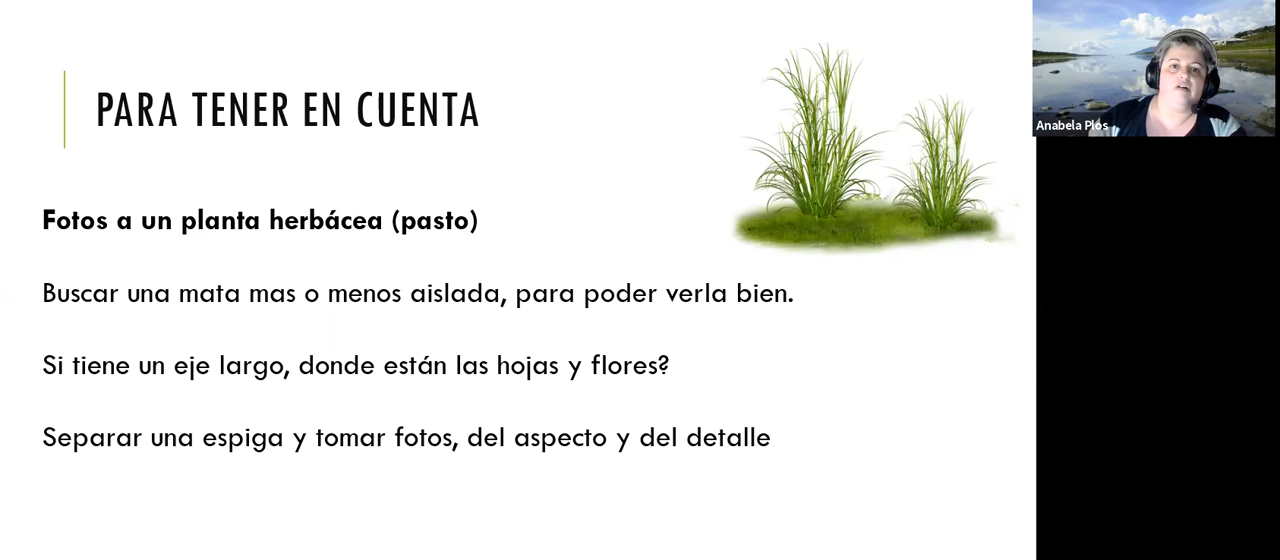 PARA TENER EN CUENTA
Fotos a un planta herbácea (pasto)
Buscar una mata mas o menos aislada, para poder verla bien.
Si tiene un eje largo, donde están las hojas y flores?
Separar una espiga y tomar fotos, del aspecto y del detalle
Anabela Plos